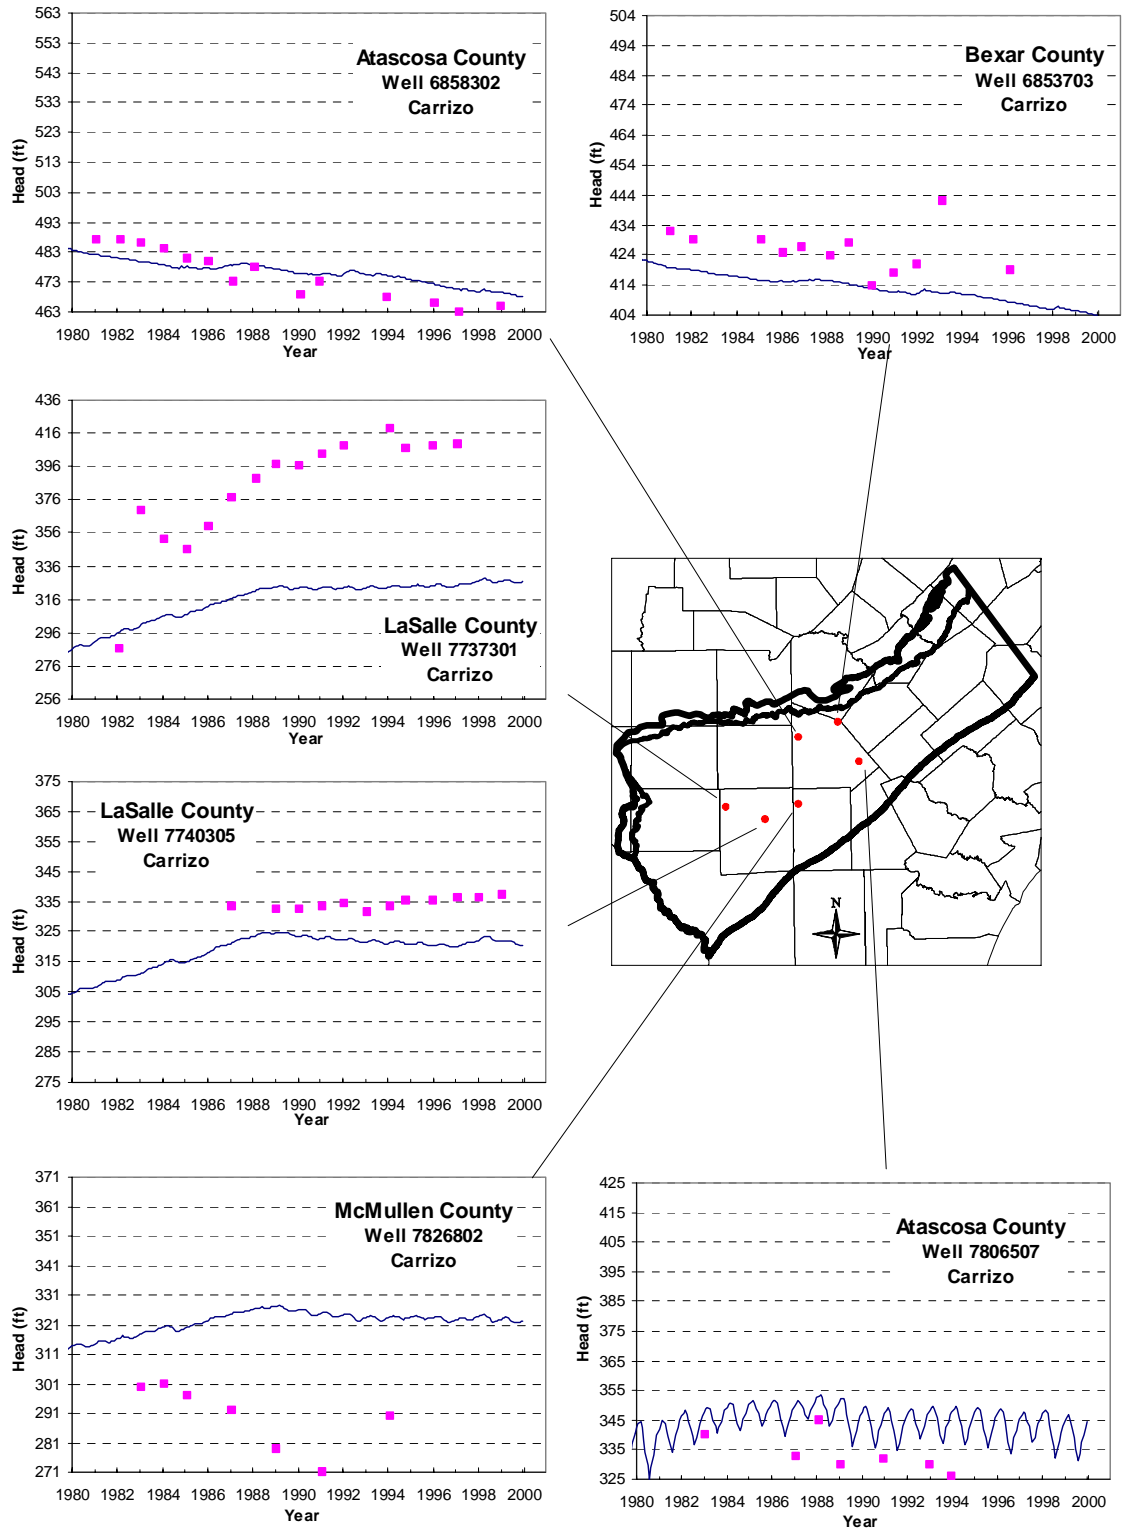 563
553
543
533
523
513
503
493
483
473
463
Head (ft)
Atascosa County
Well 6858302
Carrizo
1980 1982 1984 1986 1988 1990 1992 1994 1996 1998 2000
Year
504
494
484
474
464
454
444
434
424
414
404
Head (ft)
Bexar County
Well 6853703
Carrizo
1980 1982 1984 1986 1988 1990 1992 1994 1996 1998 2000
Year
436
416
396
376
356
336
316
296
276
256
Head (ft)
LaSalle County
Well 7737301
Carrizo
1980 1982 1984 1986 1988 1990 1992 1994 1996 1998 2000
Year
375
365
355
345
335
325
315
305
295
285
275
Head (ft)
LaSalle County
Well 7740305
Carrizo
1980 1982 1984 1986 1988 1990 1992 1994 1996 1998 2000
Year
N
371
361
351
341
331
321
311
301
291
281
271
Head (ft)
McMullen County
Well 7826802
Carrizo
1980 1982 1984 1986 1988 1990 1992 1994 1996 1998 2000
Year
425
415
405
395
385
375
365
355
345
335
325
Head (ft)
Atascosa County
Well 7806507
Carrizo
1980 1982 1984 1986 1988 1990 1992 1994 1996 1998 2000
Year